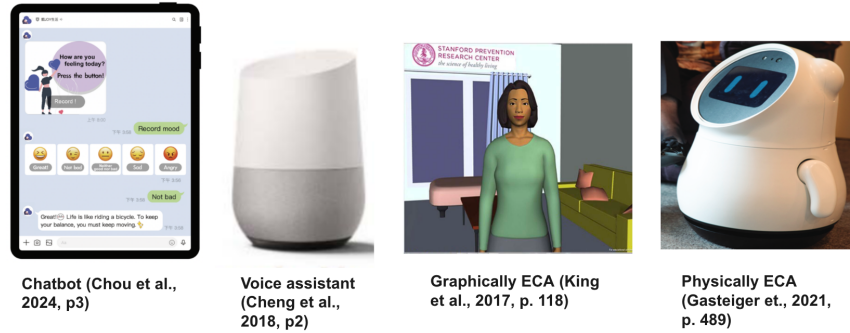 How are you
feeling today?
Press the button!
Record !
Record mood
Great!
Not bad
Sad
Angry
Not bad
Great! Life is like riding a bicycle. To keep
your balance, you must keep moving.
Aa
STANFORD PREVENTION
RESEARCH CENTER
the science of healthy living
Chatbot (Chou et al.,
2024, p3)
Voice assistant
(Cheng et al.,
2018, p2)
Graphically ECA (King
et al., 2017, p. 118)
Physically ECA
(Gasteiger et., 2021,
p. 489)